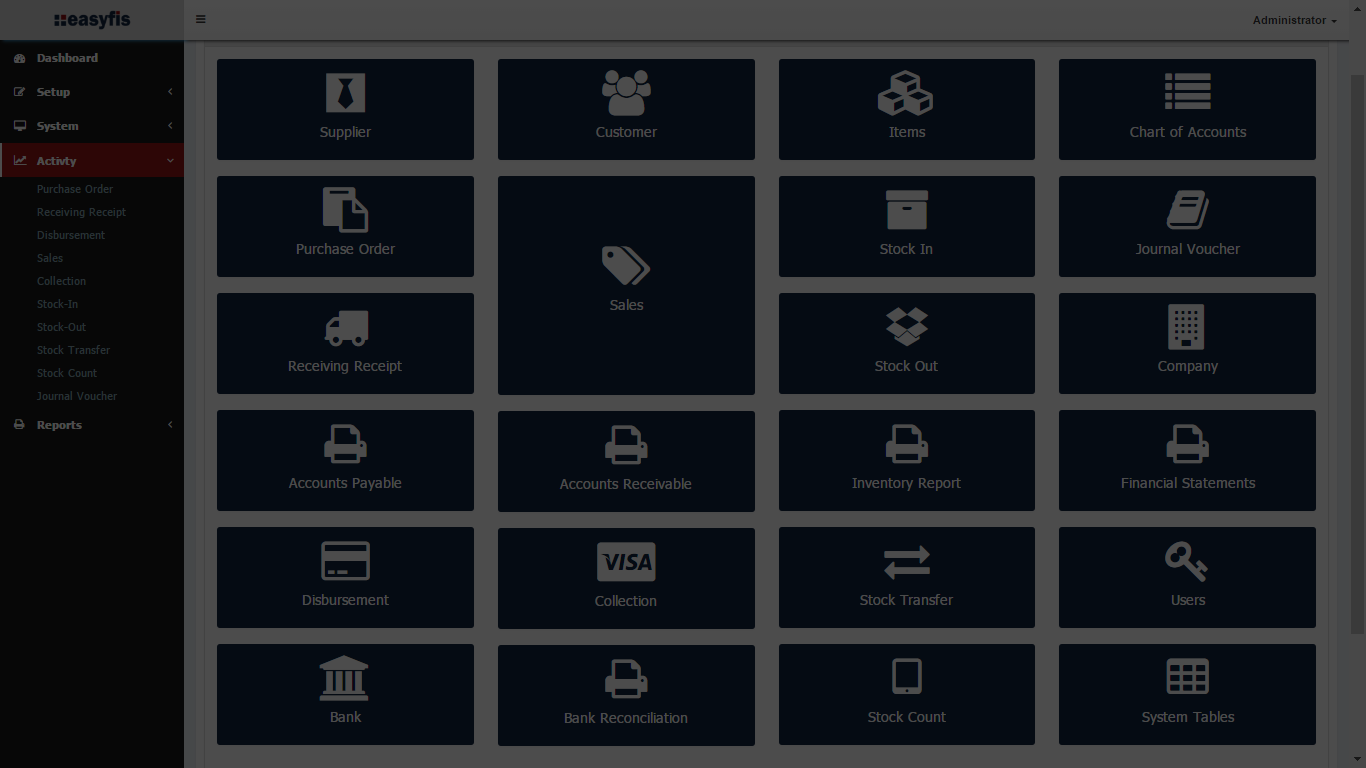 easyfis
Administrator
Dashboard
Setup
System
Activty
Purchase Order
Receiving Receipt
Disbursement
Sales
Collection
Stock-In
Stock-Out
Stock Transfer
Stock Count
Journal Voucher
Reports
Supplier
Customer
Items
Chart of Accounts
Purchase Order
Sales
Stock In
Journal Voucher
Receiving Receipt
Stock Out
Company
Accounts Payable
Accounts Receivable
Inventory Report
Financial Statements
Disbursement
VISA
Collection
Stock Transfer
Users
Bank
Bank Reconciliation
Stock Count
System Tables